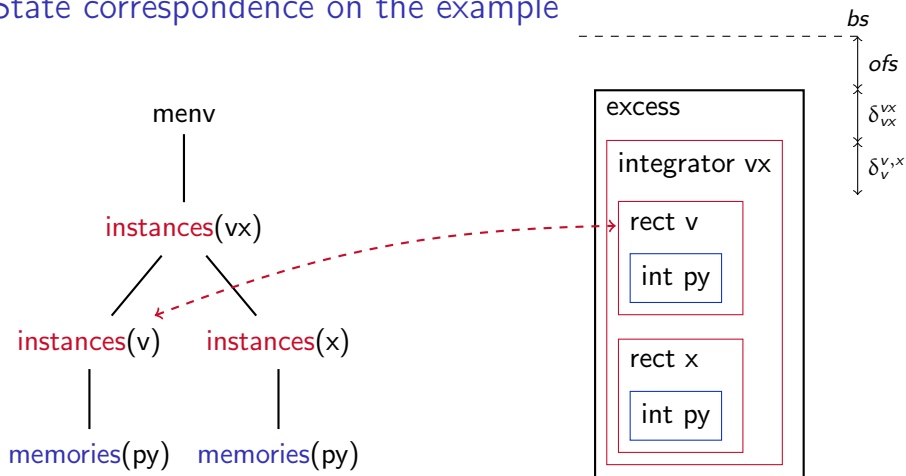 State correspondence on the example
menv
instances(vx)
instances(v) instances(x)
memories(py) memories(py)
excess
integrator vx
rect v
int py
rect x
int py
bs
ofs
δ^{vx}_{vx}
δ^{v,x}_{v}